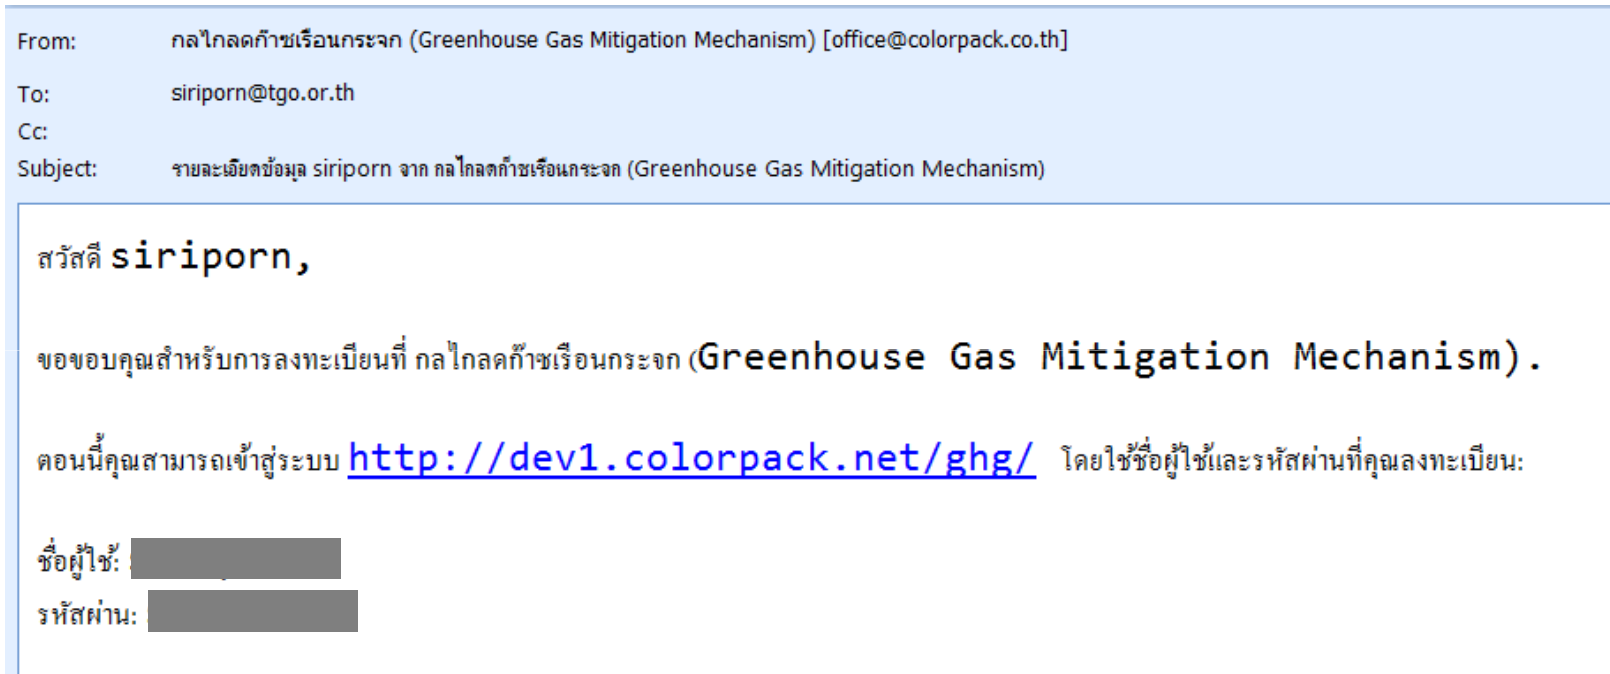 From: กลไกลดก๊าซเรือนกระจก (Greenhouse Gas Mitigation Mechanism) [office@colorpack.co.th]
To: siriporn@tgo.or.th
Cc:
Subject: รายละเอียดข้อมูล siriporn จาก กลไกลดก๊าซเรือนกระจก (Greenhouse Gas Mitigation Mechanism)
สวัสดี siriporn,
ขอขอบคุณสำหรับการลงทะเบียนที่ กลไกลดก๊าซเรือนกระจก (Greenhouse Gas Mitigation Mechanism).
ตอนนี้คุณสามารถเข้าสู่ระบบ http://dev1.colorpack.net/ghg/ โดยใช้ชื่อผู้ใช้และรหัสผ่านที่คุณลงทะเบียน:
ชื่อผู้ใช้:
รหัสผ่าน: